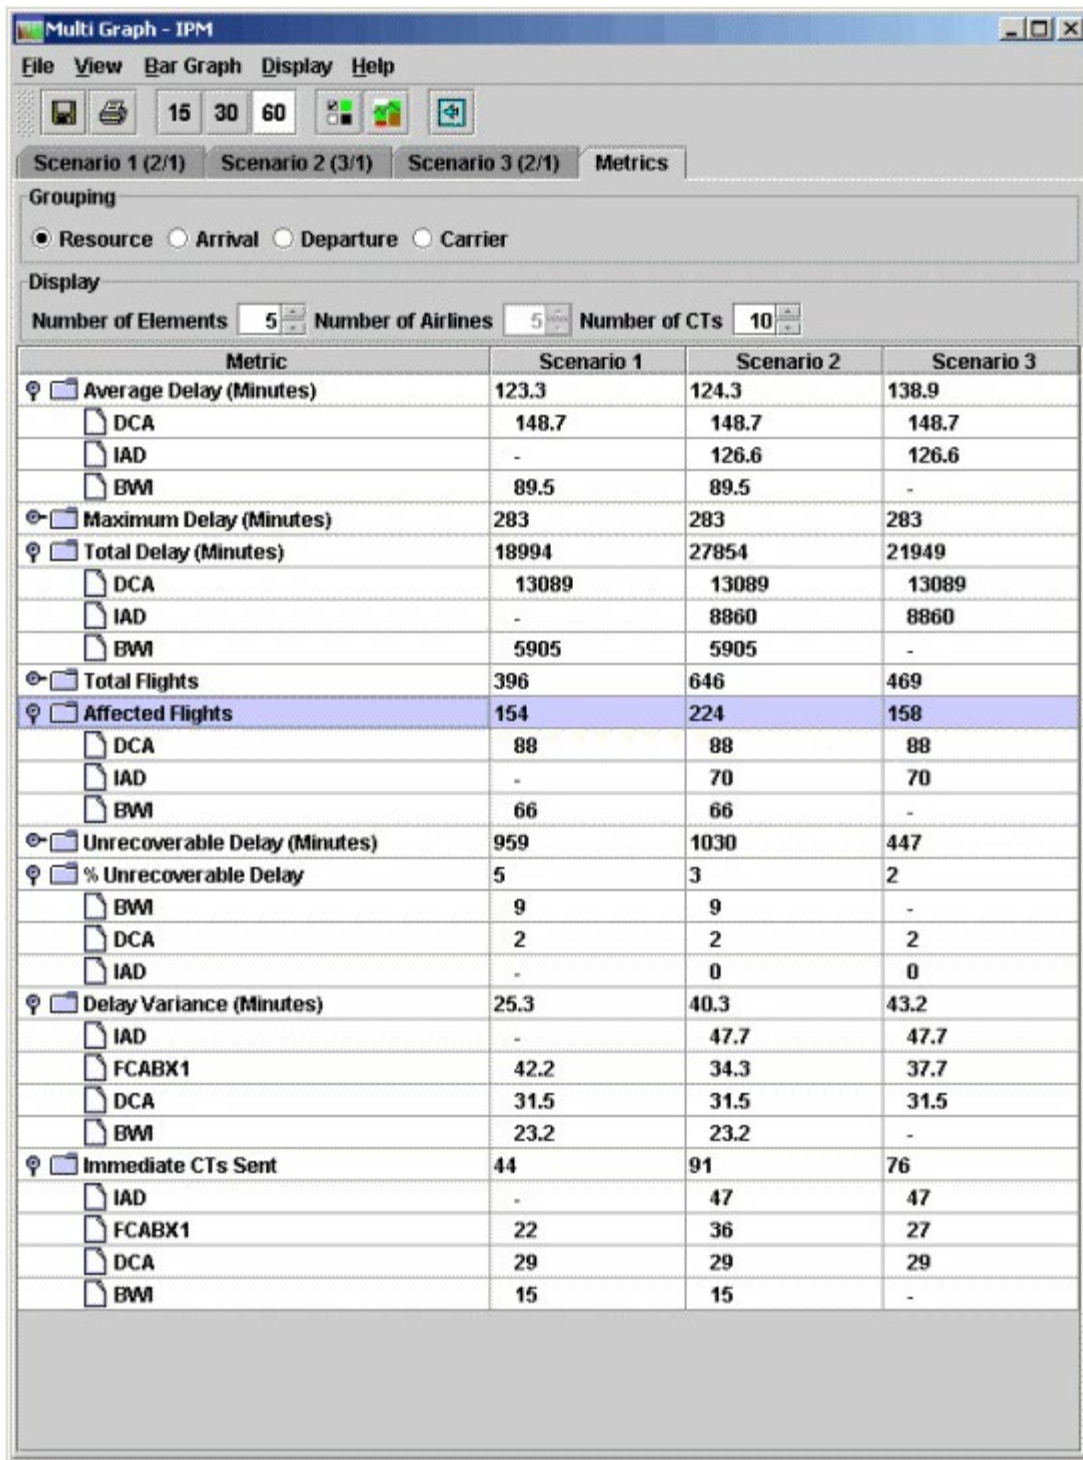 Multi Graph - IPM
File View Bar Graph Display Help
15 30 60
Scenario 1 (2/1) Scenario 2 (3/1) Scenario 3 (2/1) Metrics
Grouping
Resource Arrival Departure Carrier
Display
Number of Elements 5 Number of Airlines 5 Number of CTs 10
Metric Scenario 1 Scenario 2 Scenario 3
Average Delay (Minutes) 123.3 124.3 138.9
DCA 148.7 148.7 148.7
IAD - 126.6 126.6
BWI 89.5 89.5 -
Maximum Delay (Minutes) 283 283 283
Total Delay (Minutes) 18994 27854 21949
DCA 13089 13089 13089
IAD - 8860 8860
BWI 5905 5905 -
Total Flights 396 646 469
Affected Flights 154 224 158
DCA 88 88 88
IAD - 70 70
BWI 66 66 -
Unrecoverable Delay (Minutes) 959 1030 447
% Unrecoverable Delay 5 3 2
BWI 9 9 -
DCA 2 2 2
IAD - 0 0
Delay Variance (Minutes) 25.3 40.3 43.2
IAD - 47.7 47.7
FCABX1 42.2 34.3 37.7
DCA 31.5 31.5 31.5
BWI 23.2 23.2 -
Immediate CTs Sent 44 91 76
IAD - 47 47
FCABX1 22 36 27
DCA 29 29 29
BWI 15 15 -